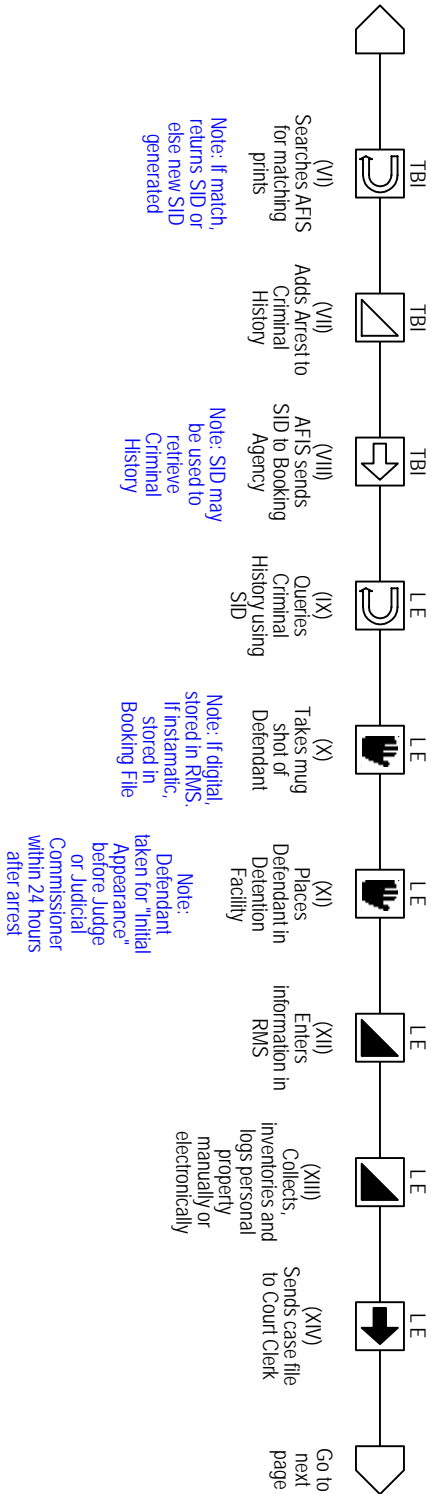 TBI
(VI)
Searches AFIS
for matching
prints
Note: If match,
returns SID or
else new SID
generated
TBI
(VII)
Adds Arrest to
Criminal
History
TBI
(VIII)
AFIS sends
SID to Booking
Agency
Note: SID may
be used to
retrieve
Criminal
History
L E
(IX)
Queries
Criminal
History using
SID
L E
(X)
Takes mug
shot of
Defendant
Note: If digital,
stored in RMS.
If instamatic,
stored in
Booking File
L E
(XI)
Places
Defendant in
Detention
Facility
Note:
Defendant
taken for "Initial
Appearance"
before Judge
or Judicial
Commissioner
within 24 hours
after arrest
L E
(XII)
Enters
information in
RMS
L E
(XIII)
Collects,
inventories and
logs personal
property
manually or
electronically
L E
(XIV)
Sends case file
to Court Clerk
Go to
next
page